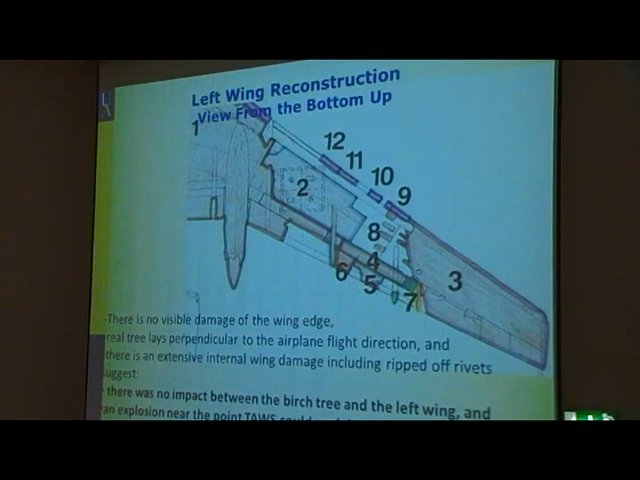 Left Wing Reconstruction
View From the Bottom Up
1
12
11
10
2
9
8
4
3
6
5
7
-There is no visible damage of the wing edge,
real tree lays perpendicular to the airplane flight direction, and
there is an extensive internal wing damage including ripped off rivets
suggest:
there was no impact between the birch tree and the left wing, and
an explosion near the point TAWS